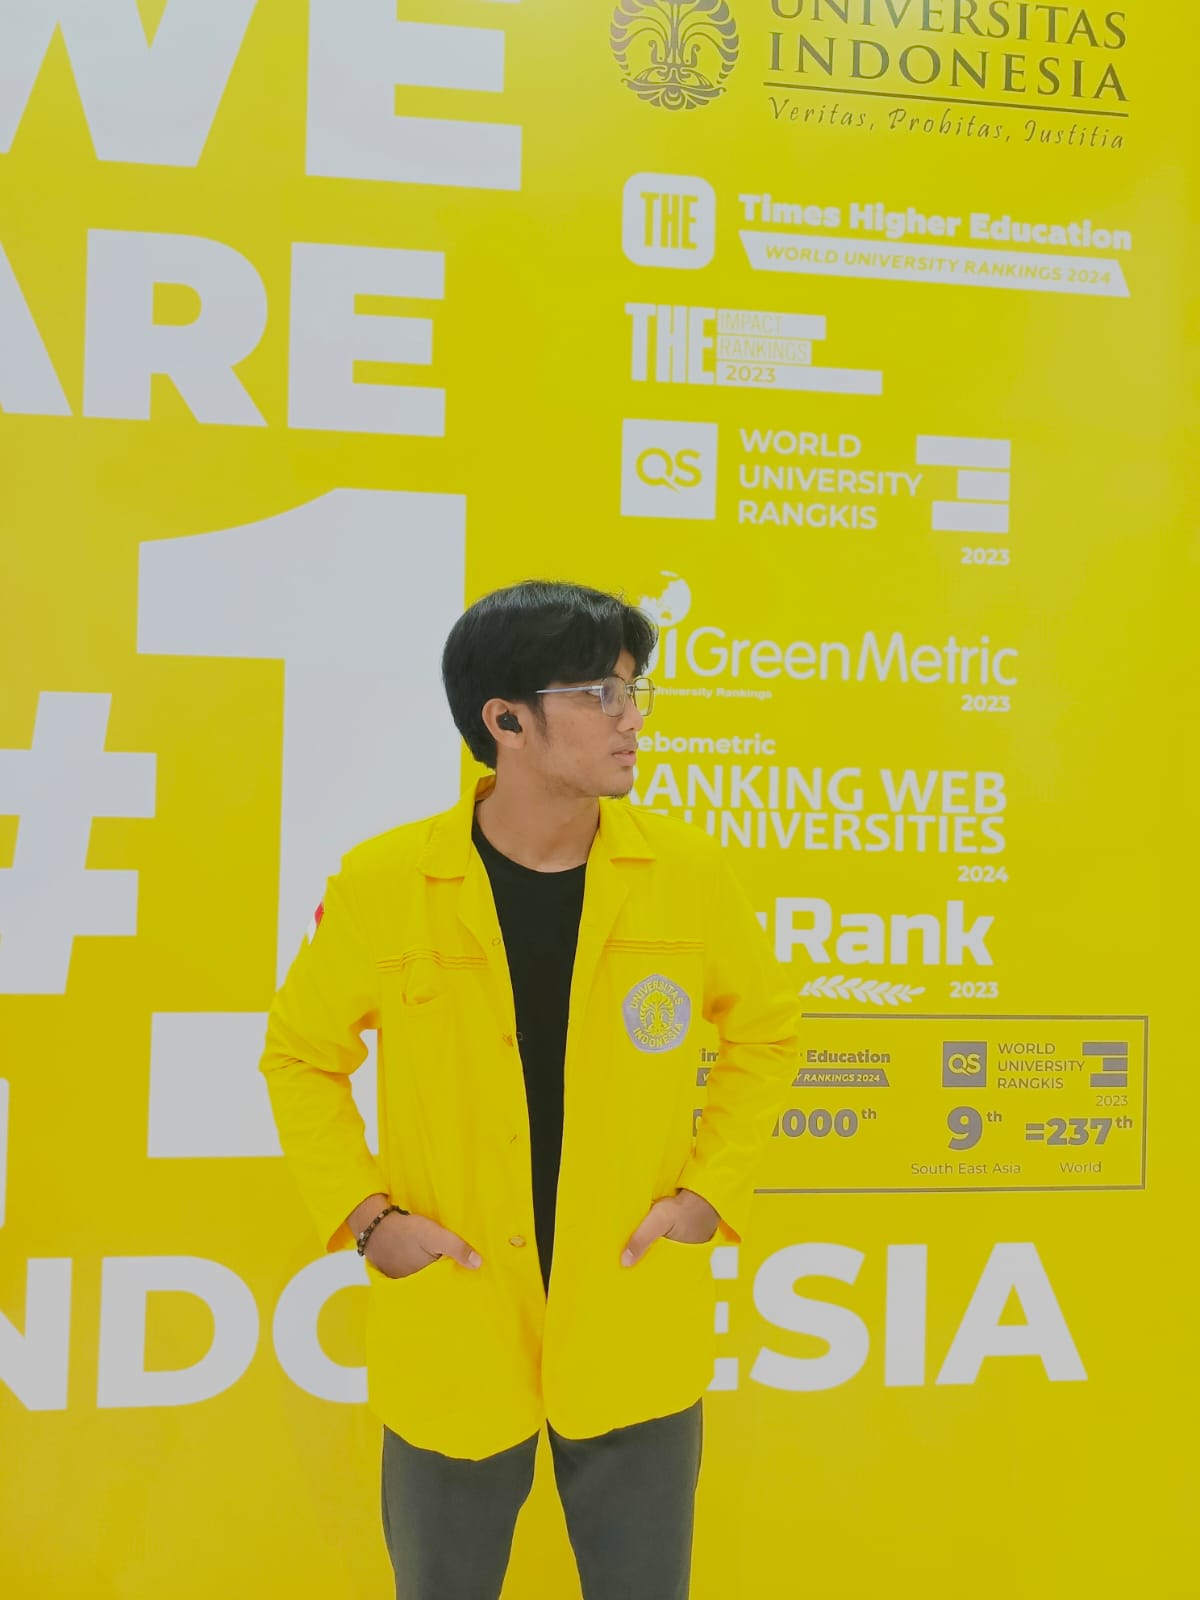 WE
ARE
#1
UNIVERSITAS
INDONESIA
Veritas, Probitas, Iustitia
THE
Times Higher Education
WORLD UNIVERSITY RANKINGS 2024
THE
IMPACT
RANKINGS
2023
QS
WORLD
UNIVERSITY
RANGKIS
2023
GreenMetric
University Rankings
2023
ebometric
RANKING WEB
UNIVERSITIES
2024
Rank
2023
UNIVERSITAS
INDONESIA
Education
RANKINGS 2024
1000th
QS
WORLD
UNIVERSITY
RANGKIS
2023
9th
South East Asia
=237th
World
NDO ESIA